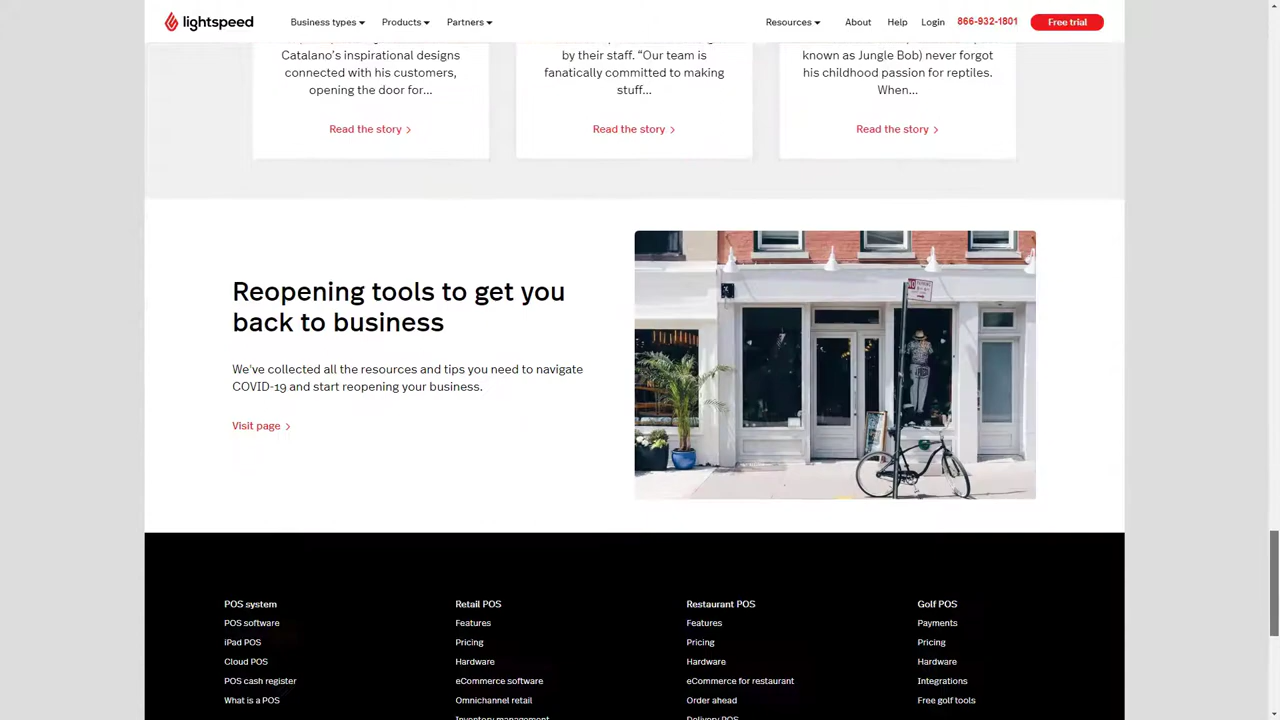 lightspeed
Business types
Products
Partners
Resources
About
Help
Login
866-932-1801
Free trial
Catalano's inspirational designs
connected with his customers,
opening the door for...
Read the story
by their staff. “Our team is
fanatically committed to making
stuff...
Read the story
known as Jungle Bob) never forgot
his childhood passion for reptiles.
When...
Read the story
Reopening tools to get you
back to business
We've collected all the resources and tips you need to navigate
COVID-19 and start reopening your business.
Visit page
POS system
POS software
iPad POS
Cloud POS
POS cash register
What is a POS
Retail POS
Features
Pricing
Hardware
eCommerce software
Omnichannel retail
Inventory management
Restaurant POS
Features
Pricing
Hardware
eCommerce for restaurant
Order ahead
Delivery POS
Golf POS
Payments
Pricing
Hardware
Integrations
Free golf tools